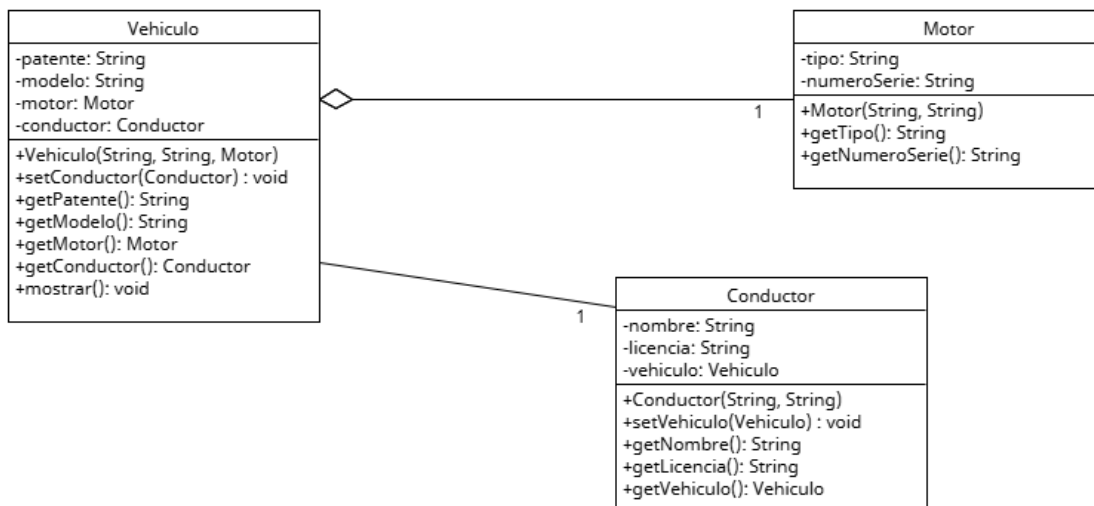 Vehiculo
-patente: String
-modelo: String
-motor: Motor
-conductor: Conductor
+Vehiculo(String, String, Motor)
+setConductor(Conductor) : void
+getPatente(): String
+getModelo(): String
+getMotor(): Motor
+getConductor(): Conductor
+mostrar(): void
1
Motor
-tipo: String
-numeroSerie: String
+Motor(String, String)
+getTipo(): String
+getNumeroSerie(): String
1
Conductor
-nombre: String
-licencia: String
-vehiculo: Vehiculo
+Conductor(String, String)
+setVehiculo(Vehiculo) : void
+getNombre(): String
+getLicencia(): String
+getVehiculo(): Vehiculo